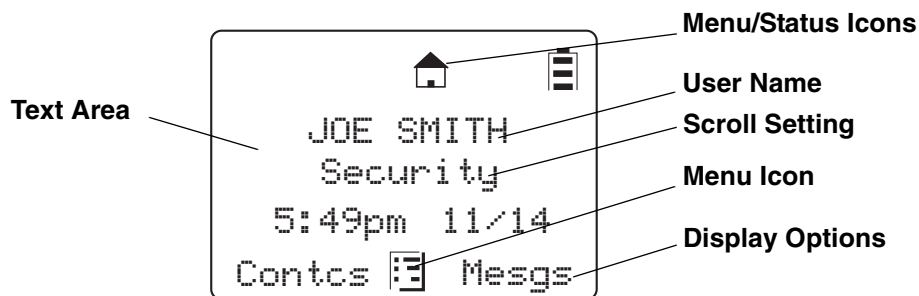 Menu/Status Icons
User Name
Text Area
JOE SMITH
Scroll Setting
Security
Menu Icon
5:49pm 11/14
Display Options
Contcs Mesgs